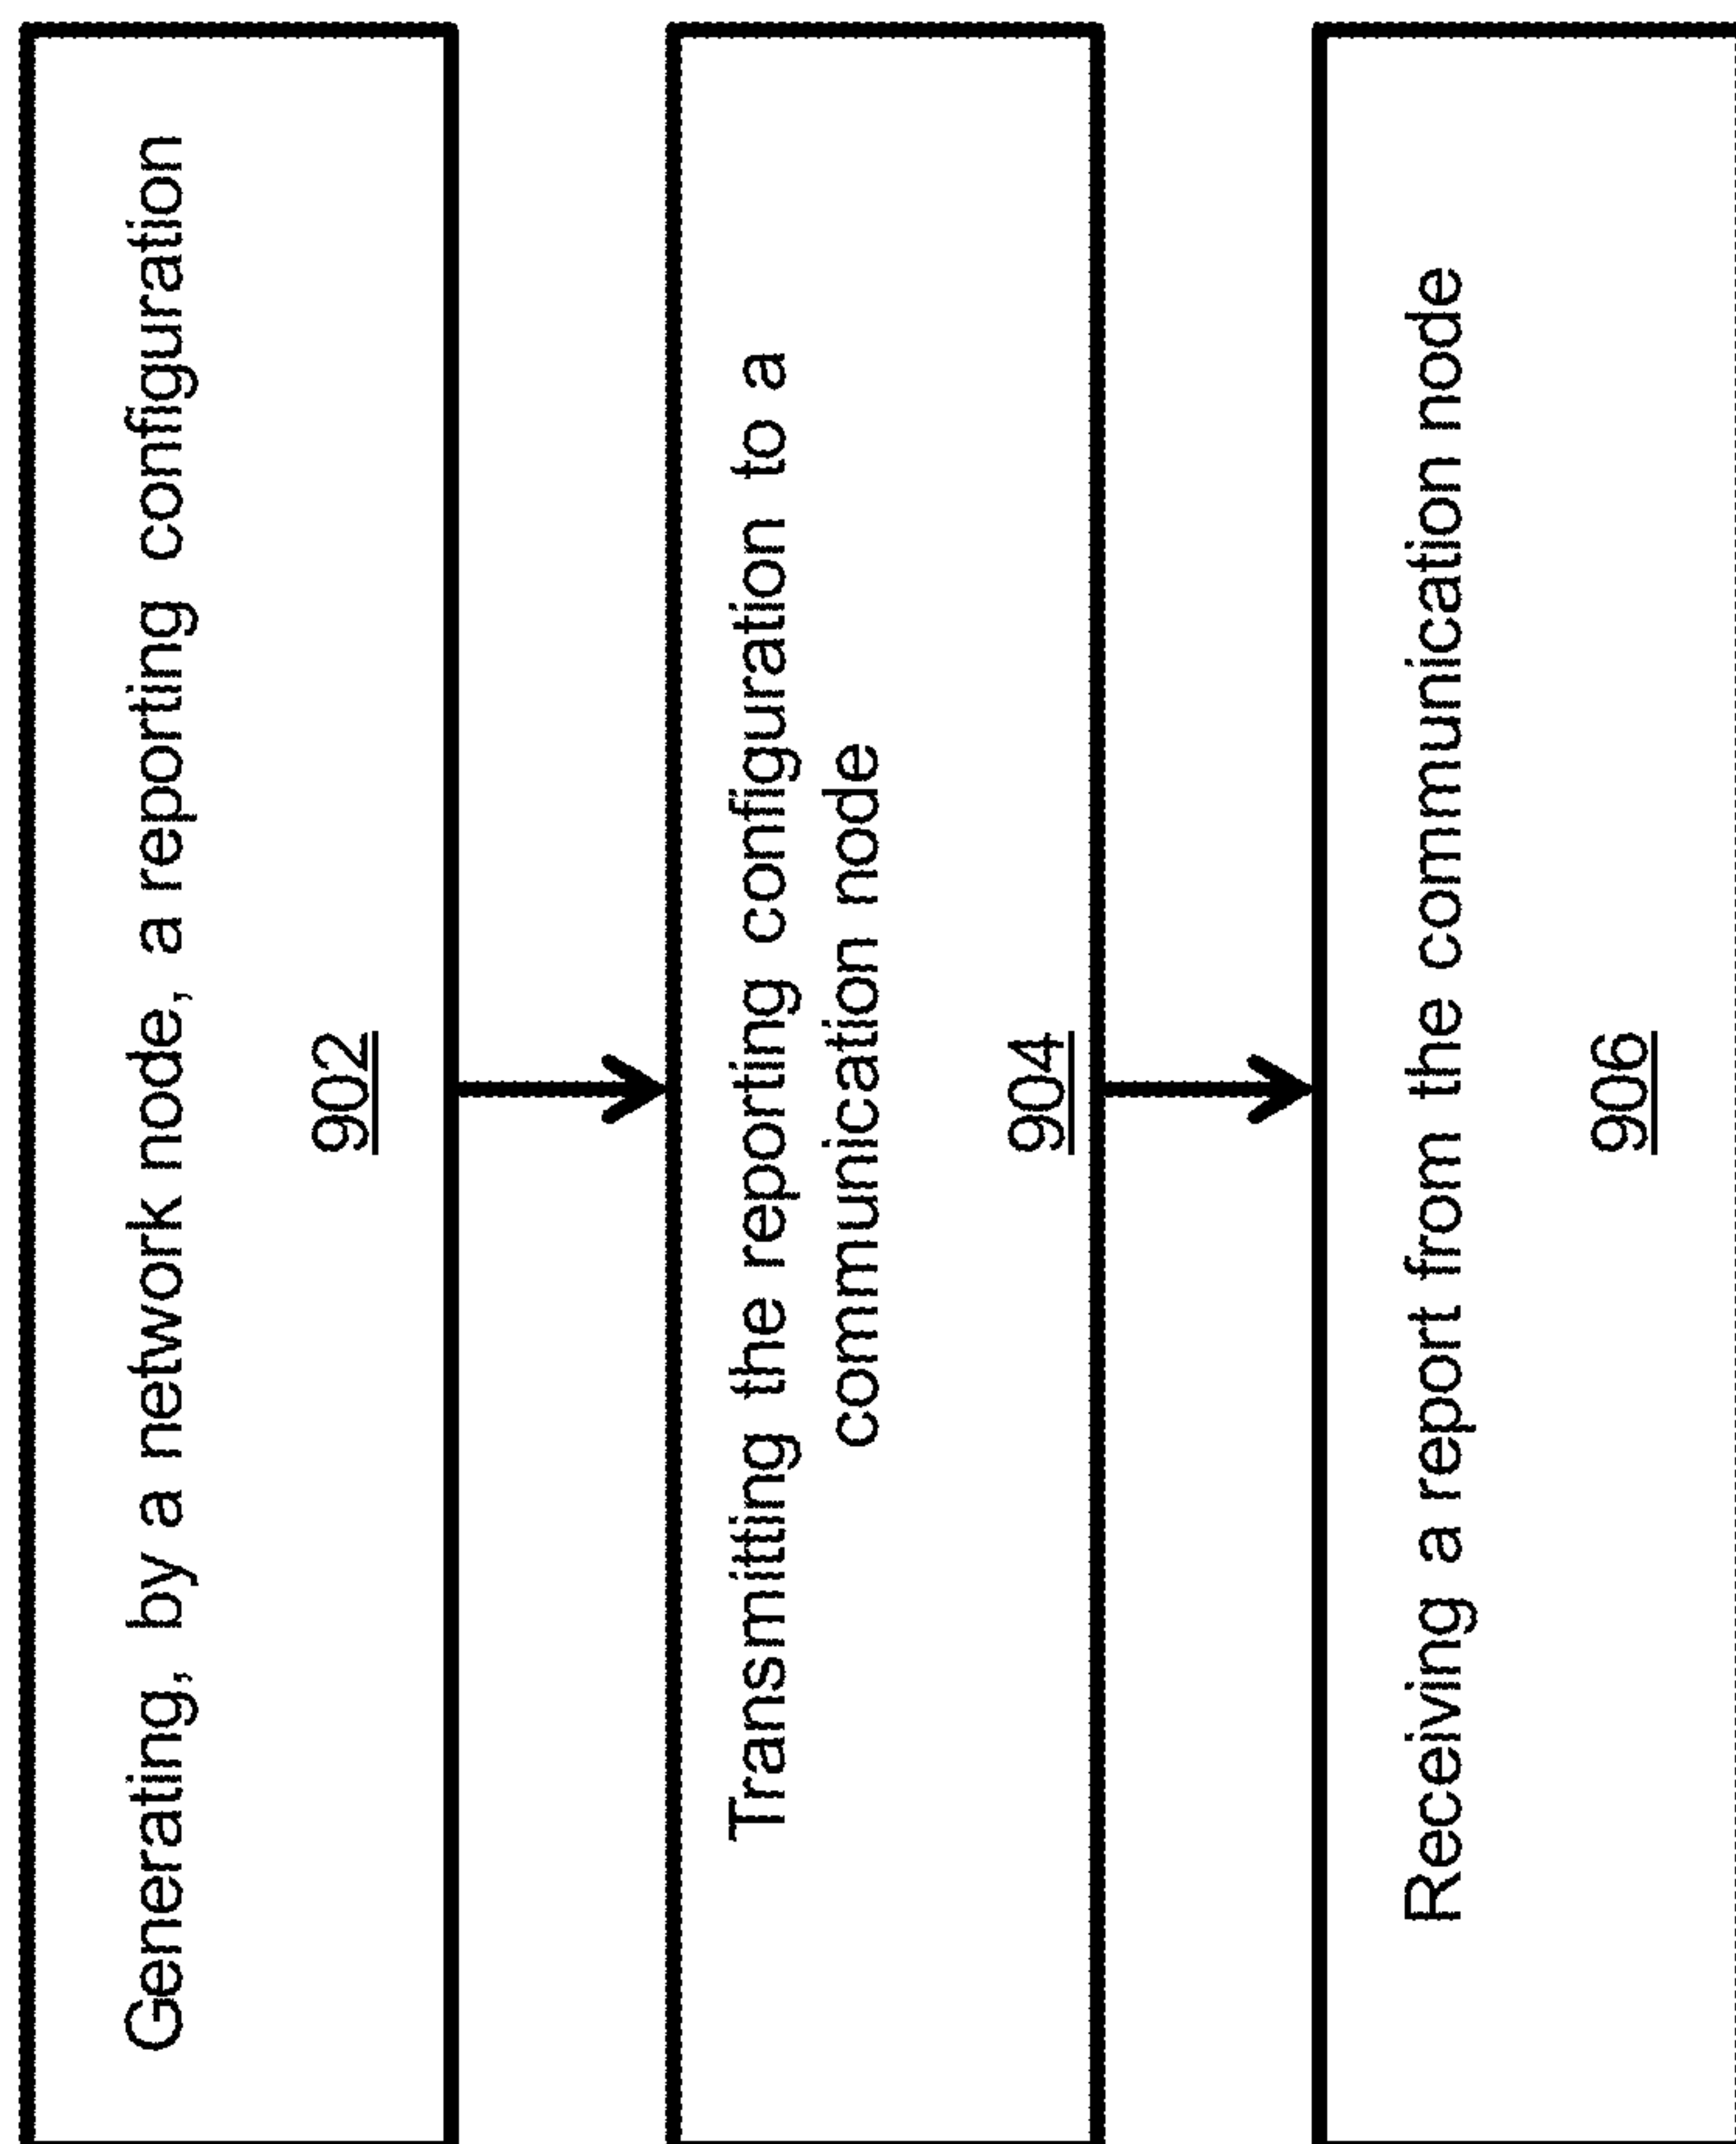 Generating, by a network node, a reporting configuration
902
Transmitting the reporting configuration to a
communication node
904
Receiving a report from the communication node
906